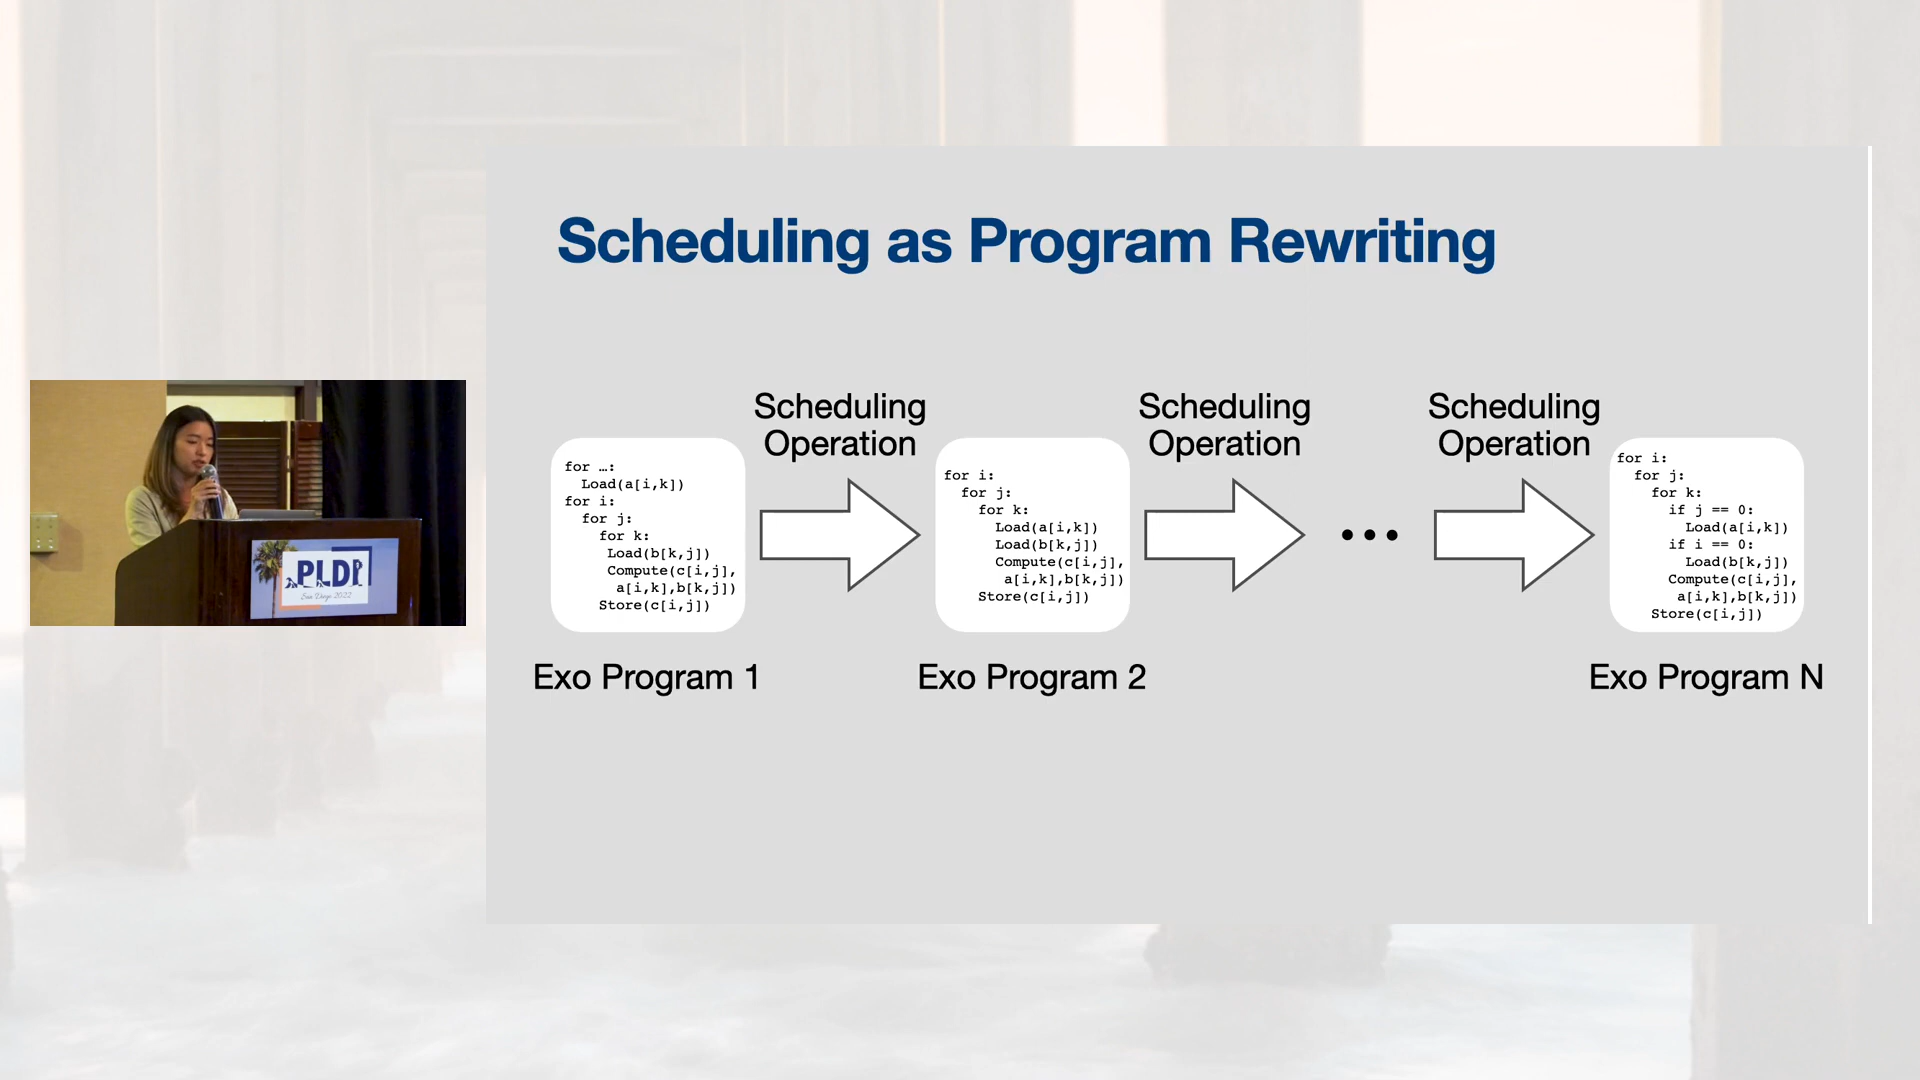 Scheduling as Program Rewriting
Scheduling
Operation
Scheduling
Operation
Scheduling
Operation
for …:
  Load(a[i,k])
for i:
  for j:
    for k:
     Load(b[k,j])
     Compute(c[i,j],
      a[i,k],b[k,j])
    Store(c[i,j])
for i:
  for j:
    for k:
      Load(a[i,k])
      Load(b[k,j])
      Compute(c[i,j],
       a[i,k],b[k,j])
    Store(c[i,j])
...
for i:
  for j:
    for k:
      if j == 0:
        Load(a[i,k])
      if i == 0:
        Load(b[k,j])
      Compute(c[i,j],
       a[i,k],b[k,j])
    Store(c[i,j])
Exo Program 1
Exo Program 2
Exo Program N
PLDI
San Diego 2022